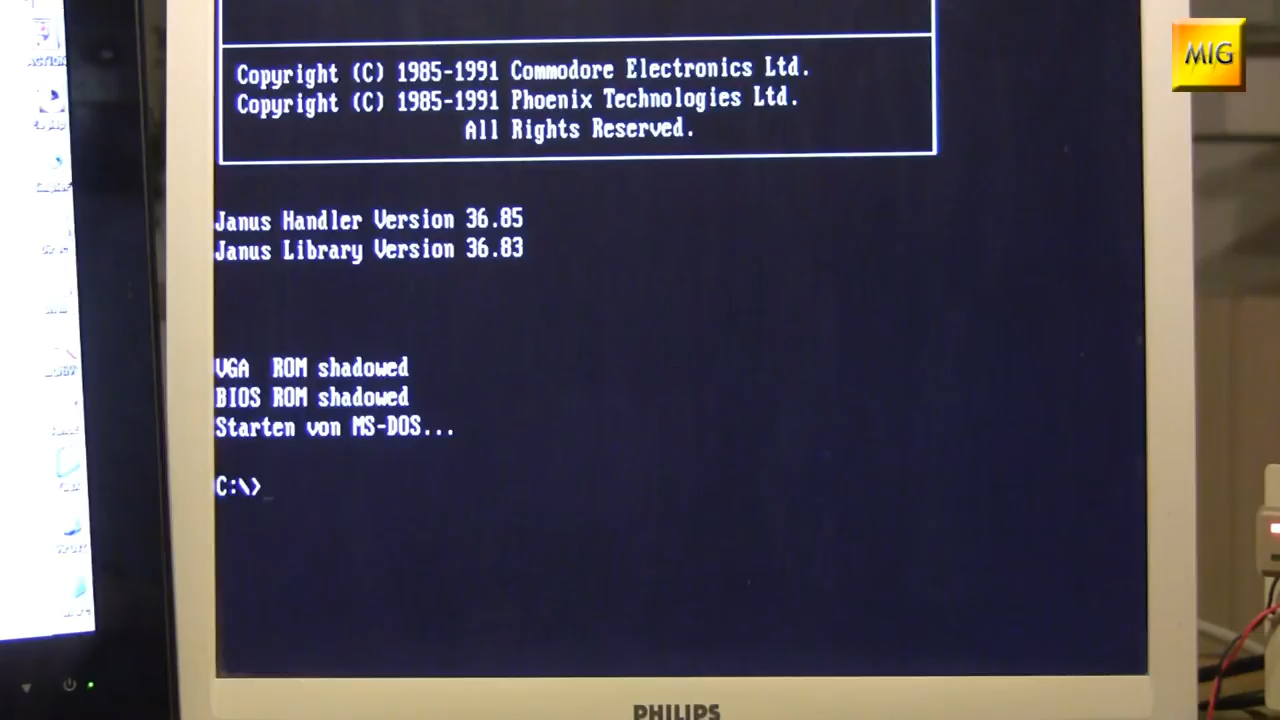 MIG
Copyright (C) 1985-1991 Commodore Electronics Ltd.
Copyright (C) 1985-1991 Phoenix Technologies Ltd.
All Rights Reserved.
Janus Handler Version 36.85
Janus Library Version 36.83
VGA  ROM shadowed
BIOS ROM shadowed
Starten von MS-DOS...
C:\>
PHILIPS